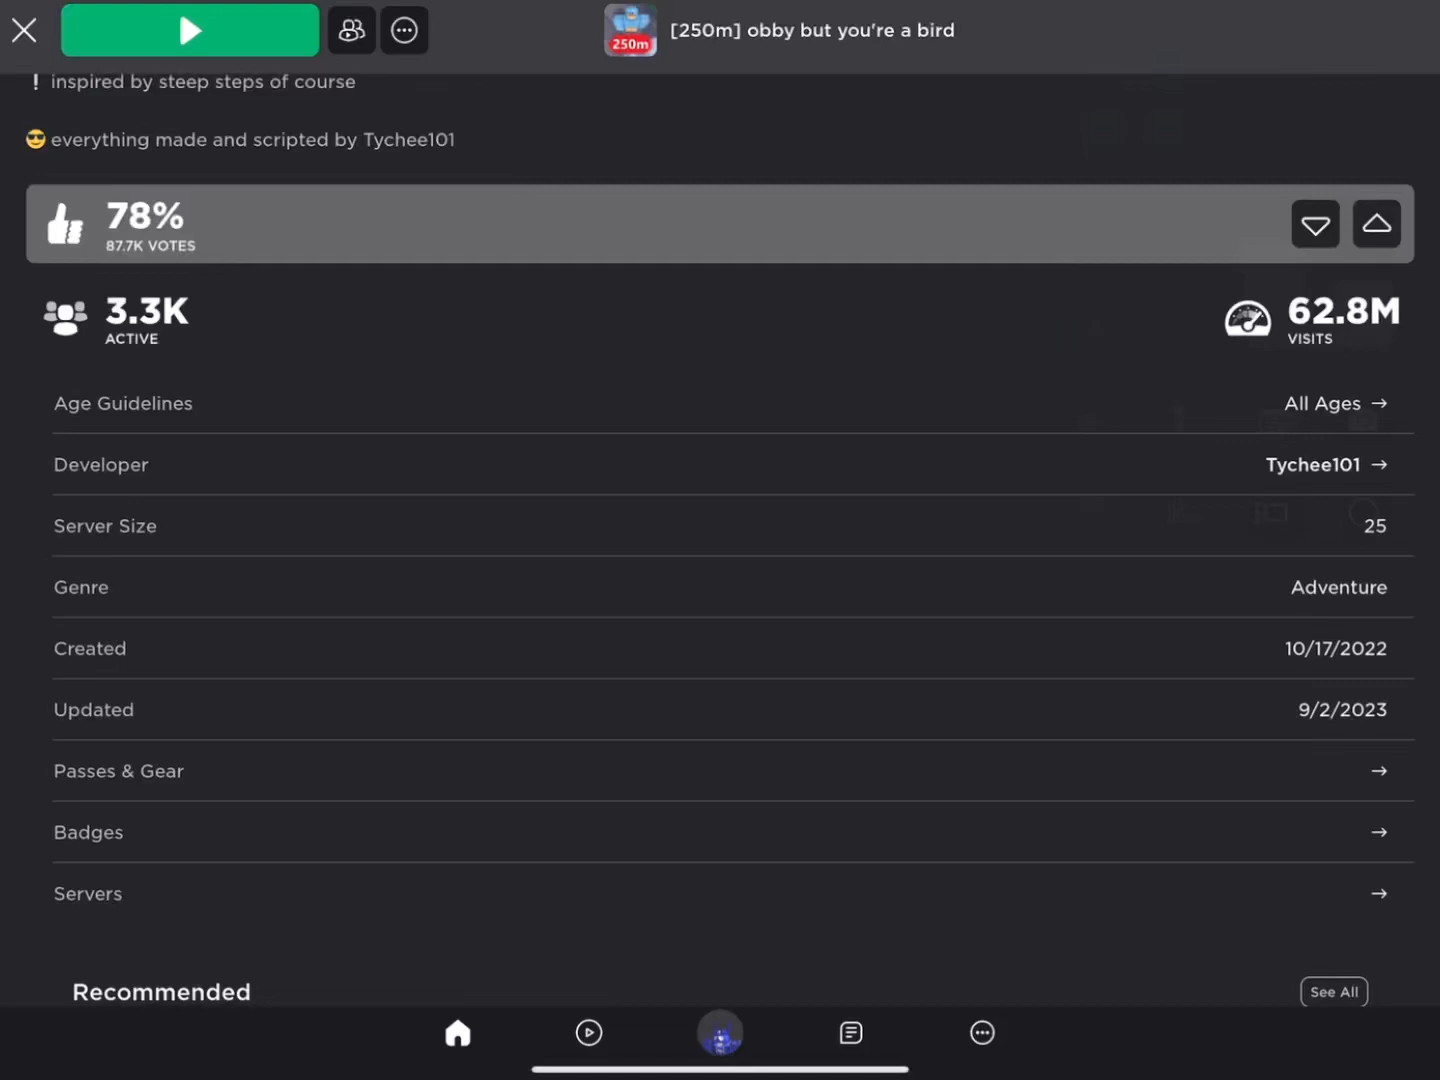 [250m] obby but you're a bird
250m
! inspired by steep steps of course
😎 everything made and scripted by Tychee101
78%
87.7K VOTES
3.3K
ACTIVE
62.8M
VISITS
Age Guidelines All Ages →
Developer Tychee101 →
Server Size 25
Genre Adventure
Created 10/17/2022
Updated 9/2/2023
Passes & Gear →
Badges →
Servers →
Recommended See All